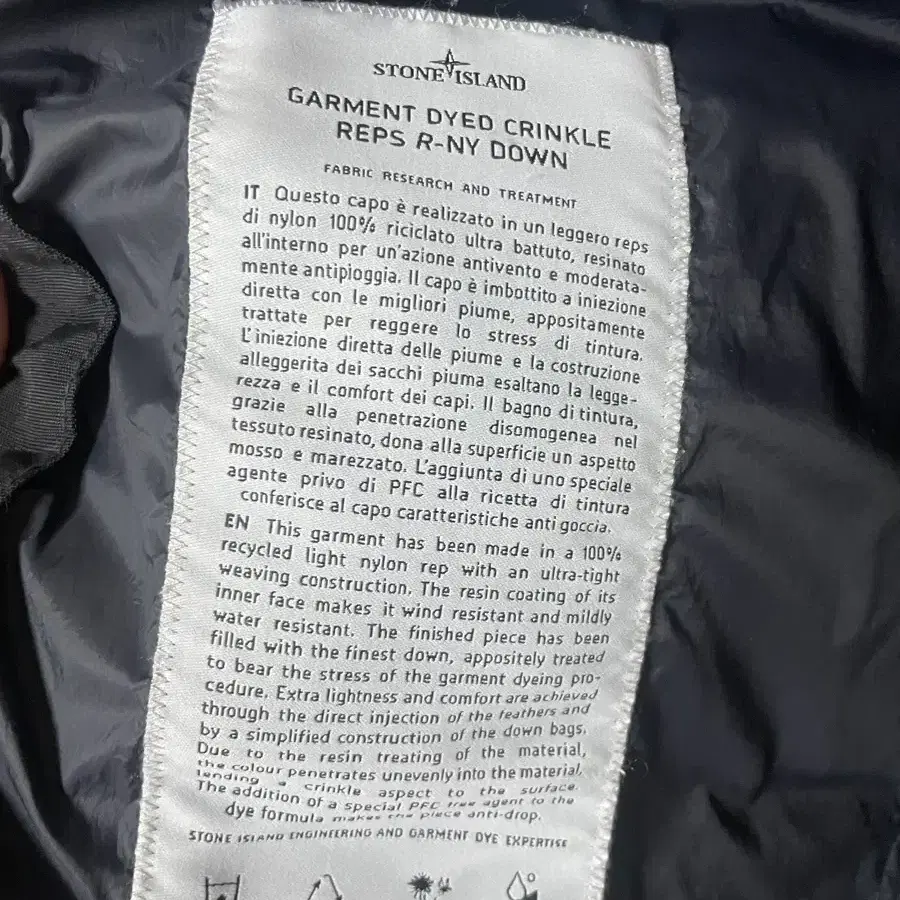 STONE ISLAND
GARMENT DYED CRINKLE
REPS R-NY DOWN
FABRIC RESEARCH AND TREATMENT
IT Questo capo è realizzato in un leggero reps
di nylon 100% riciclato ultra battuto, resinato
all'interno per un'azione antivento e moderata-
mente antipioggia. Il capo è imbottito a iniezione
diretta con le migliori piume, appositamente
trattate per reggere lo stress di tintura.
L'iniezione diretta delle piume e la costruzione
alleggerita dei sacchi piuma esaltano la legge-
rezza e il comfort dei capi. Il bagno di tintura,
grazie alla penetrazione disomogenea nel
tessuto resinato, dona alla superficie un aspetto
mosso e marezzato. L'aggiunta di uno speciale
agente privo di PFC alla ricetta di tintura
conferisce al capo caratteristiche anti goccia.
EN This garment has been made in a 100%
recycled light nylon rep with an ultra-tight
weaving construction. The resin coating of its
inner face makes it wind resistant and mildly
water resistant. The finished piece has been
filled with the finest down, appositely treated
to bear the stress of the garment dyeing pro-
cedure. Extra lightness and comfort are achieved
through the direct injection of the feathers and
by a simplified construction of the down bags.
Due to the resin treating of the material,
the colour penetrates unevenly into the material,
lending a crinkle aspect to the surface.
The addition of a special PFC free agent to the
dye formula makes the piece anti-drop.
STONE ISLAND ENGINEERING AND GARMENT DYE EXPERTISE